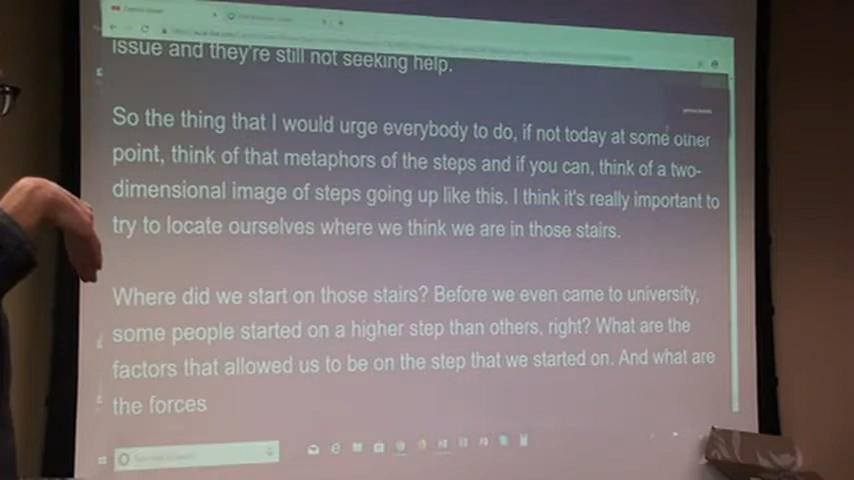 issue and they're still not seeking help.
So the thing that I would urge everybody to do, if not today at some other
point, think of that metaphors of the steps and if you can, think of a two-
dimensional image of steps going up like this. I think it's really important to
try to locate ourselves where we think we are in those stairs.
Where did we start on those stairs? Before we even came to university,
some people started on a higher step than others, right? What are the
factors that allowed us to be on the step that we started on. And what are
the forces